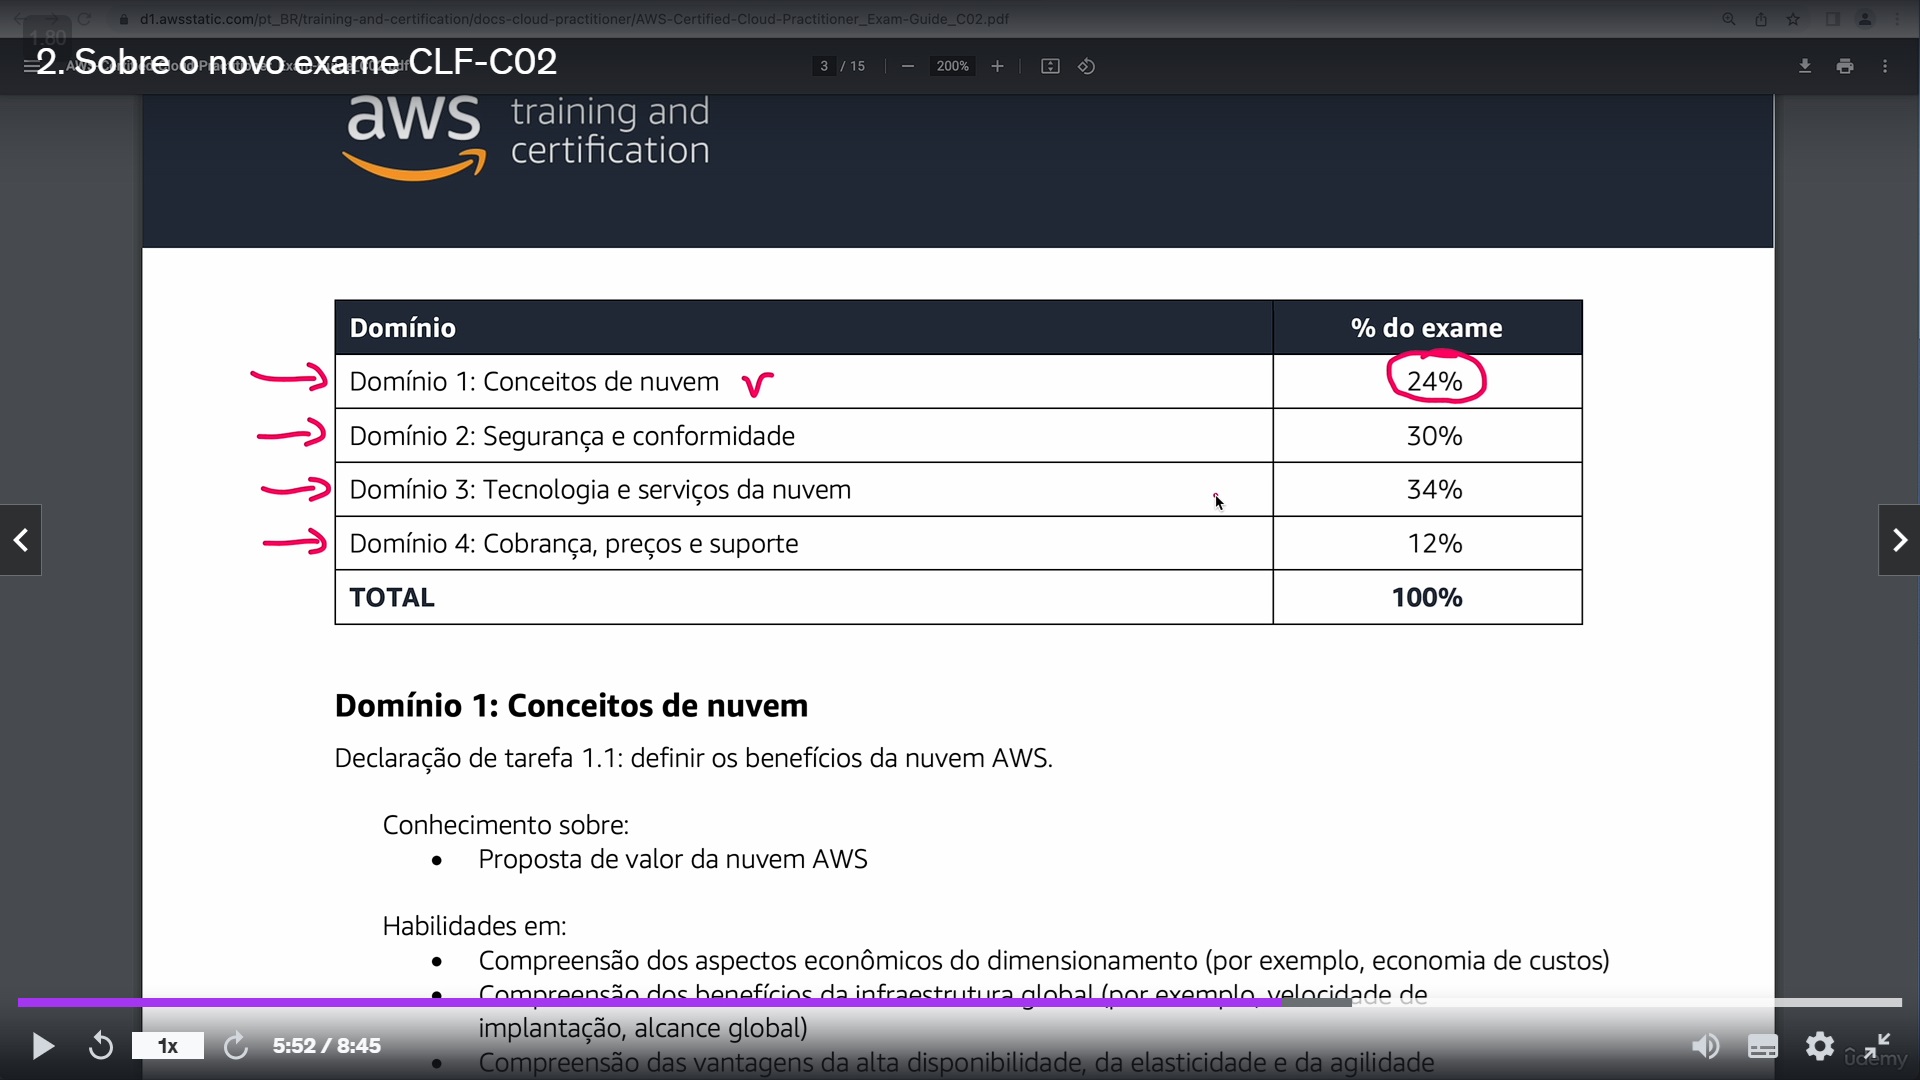 d1.awsstatic.com/pt_BR/training-and-certification/docs-cloud-practitioner/AWS-Certified-Cloud-Practitioner_Exam-Guide_C02.pdf
1.80
2. Sobre o novo exame CLF-C02
3 / 15
200%
aws training and certification
Domínio % do exame
Domínio 1: Conceitos de nuvem 24%
Domínio 2: Segurança e conformidade 30%
Domínio 3: Tecnologia e serviços da nuvem 34%
Domínio 4: Cobrança, preços e suporte 12%
TOTAL 100%
Domínio 1: Conceitos de nuvem
Declaração de tarefa 1.1: definir os benefícios da nuvem AWS.
Conhecimento sobre:
• Proposta de valor da nuvem AWS
Habilidades em:
• Compreensão dos aspectos econômicos do dimensionamento (por exemplo, economia de custos)
• Compreensão dos benefícios da infraestrutura global (por exemplo, velocidade de
implantação, alcance global)
• Compreensão das vantagens da alta disponibilidade, da elasticidade e da agilidade
1x
5:52 / 8:45
ûdemy